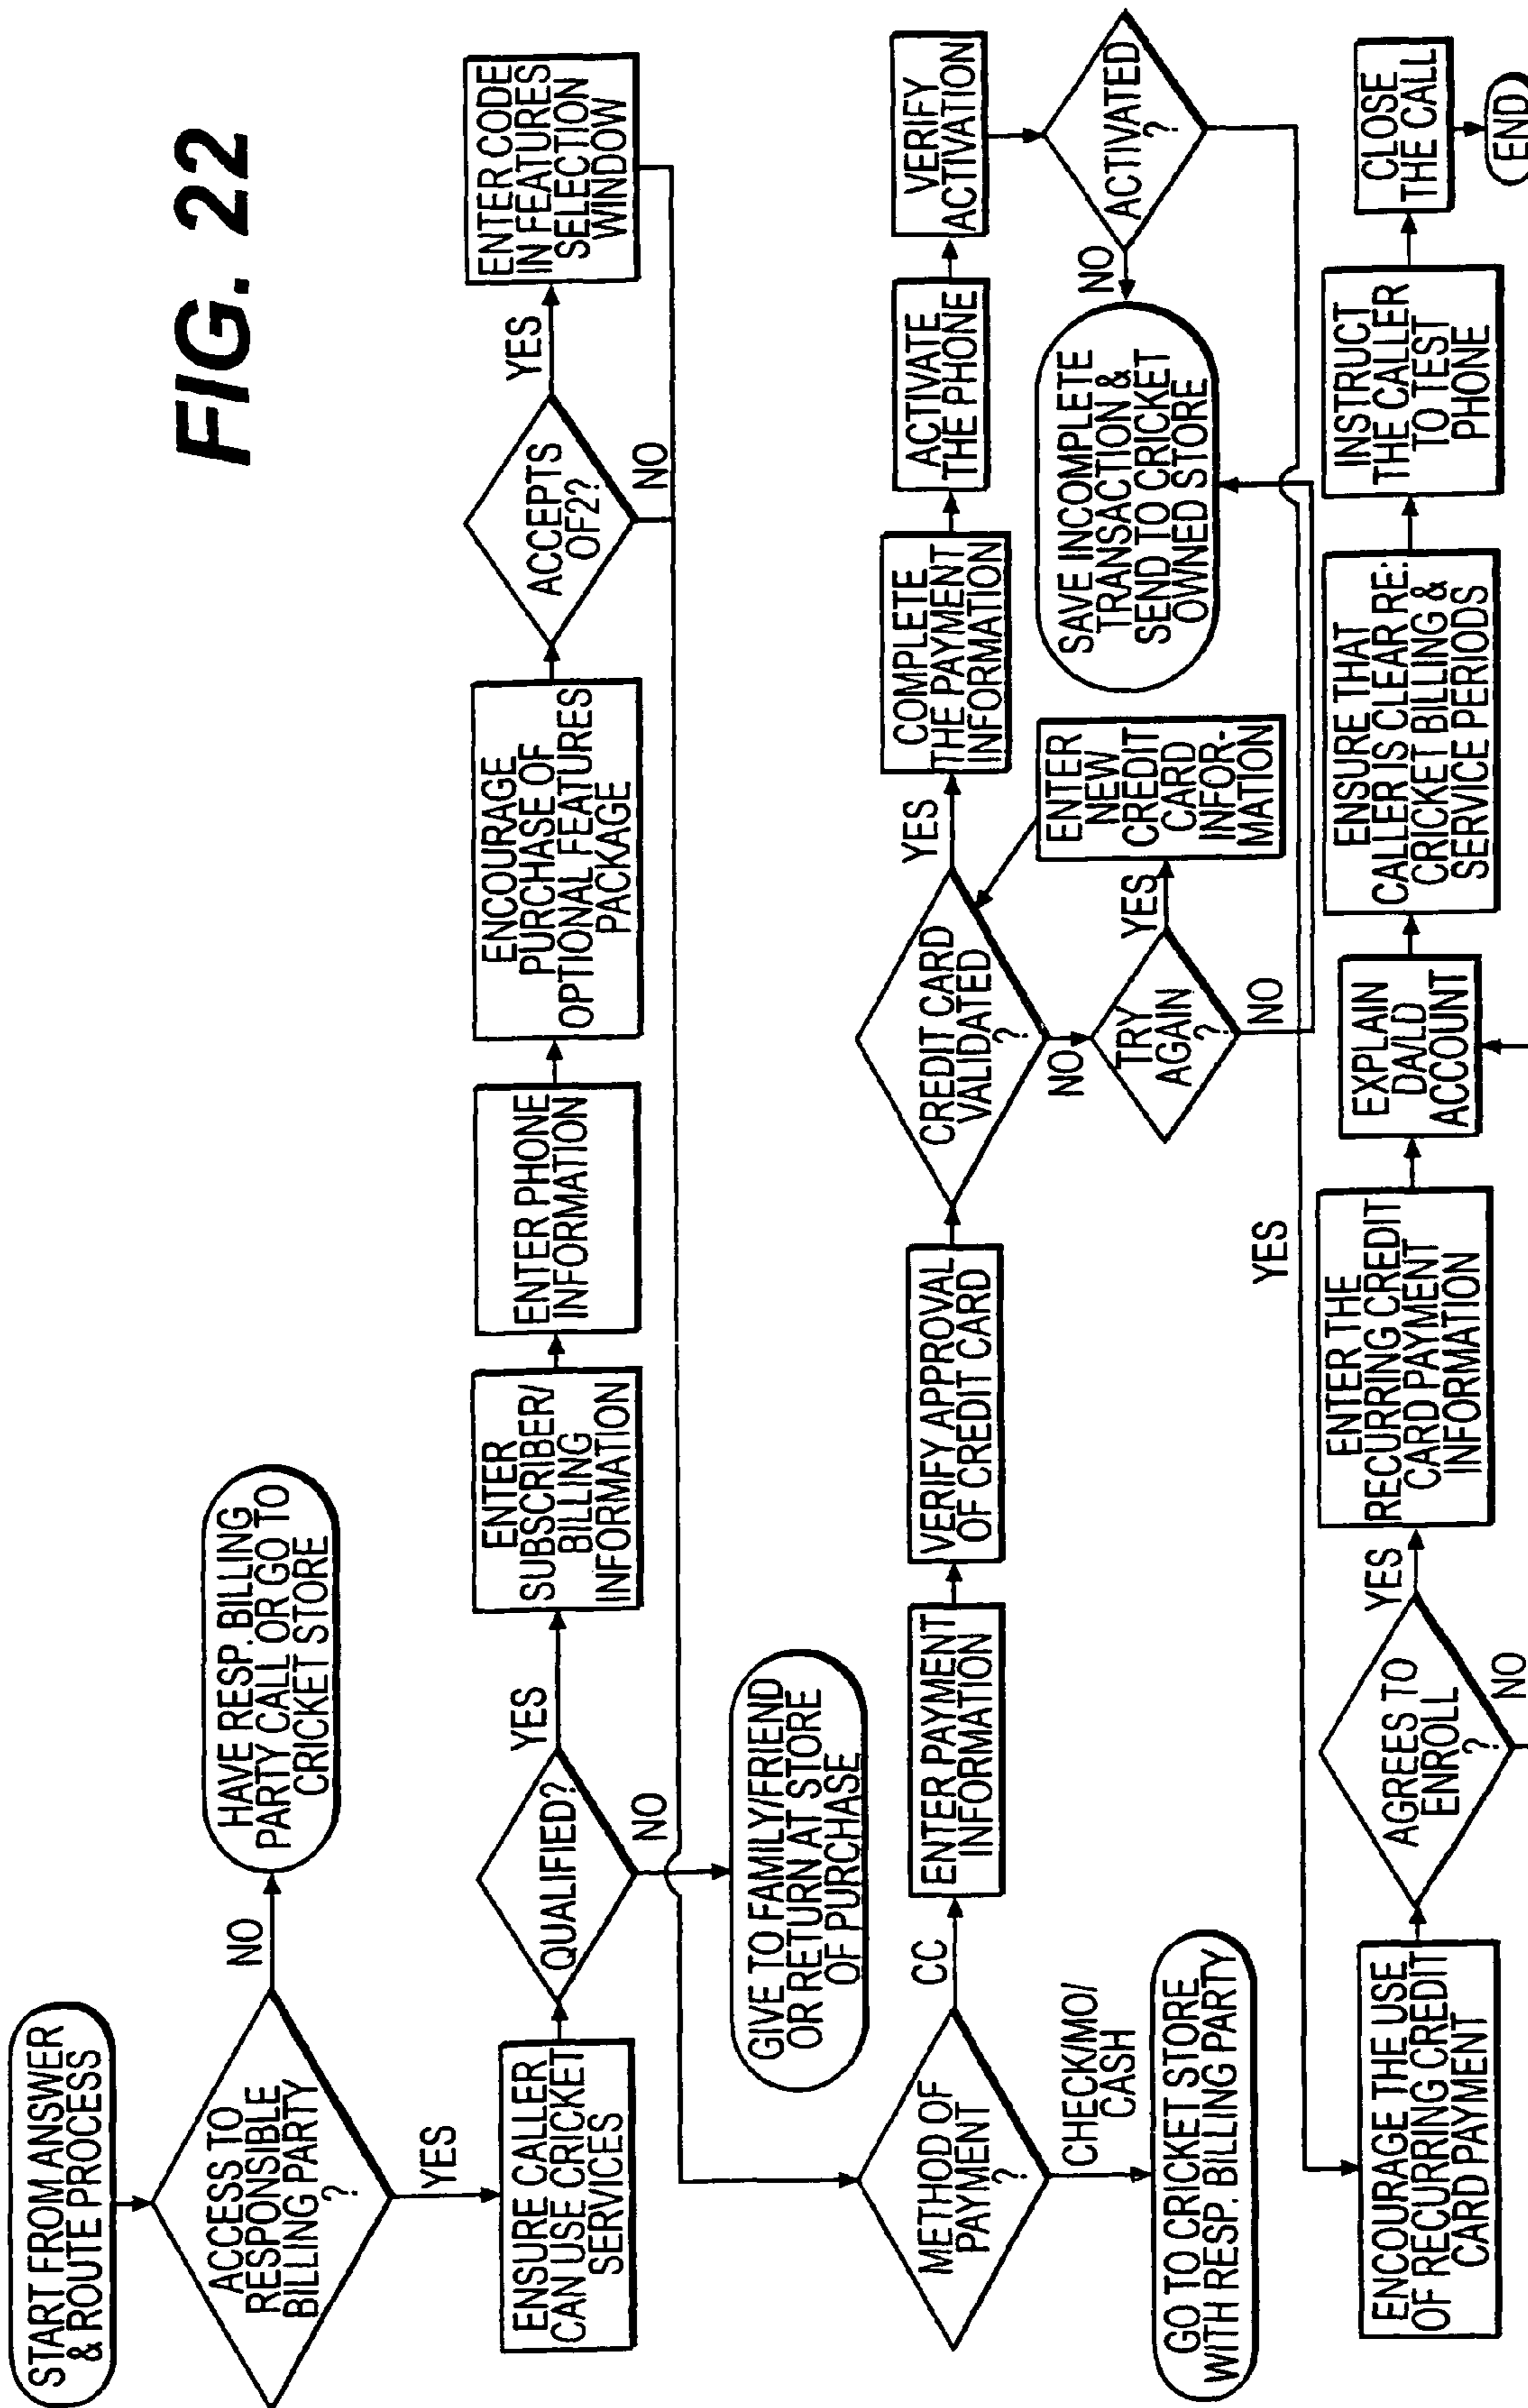 FIG. 22
START FROM ANSWER
& ROUTE PROCESS
ACCESS TO
RESPONSIBLE
BILLING PARTY
?
NO
HAVE RESP. BILLING
PARTY CALL OR GO TO
CRICKET STORE
YES
ENSURE CALLER
CAN USE CRICKET
SERVICES
QUALIFIED?
YES
NO
GIVE TO FAMILY/FRIEND
OR RETURN AT STORE
OF PURCHASE
ENTER
SUBSCRIBER/
BILLING
INFORMATION
ENTER PHONE
INFORMATION
ENCOURAGE
PURCHASE OF
OPTIONAL FEATURES
PACKAGE
ACCEPTS
OF2?
YES
NO
ENTER CODE
IN FEATURES
SELECTION
WINDOW
METHOD OF
PAYMENT
?
CC
CHECK/MO/
CASH
GO TO CRICKET STORE
WITH RESP. BILLING PARTY
ENTER PAYMENT
INFORMATION
VERIFY APPROVAL
OF CREDIT CARD
CREDIT CARD
VALIDATED
?
YES
NO
TRY
AGAIN
?
YES
NO
ENTER
NEW
CREDIT
CARD
INFOR-
MATION
COMPLETE
THE PAYMENT
INFORMATION
ACTIVATE
THE PHONE
VERIFY
ACTIVATION
ACTIVATED
?
NO
SAVE INCOMPLETE
TRANSACTION &
SEND TO CRICKET
OWNED STORE
YES
ENCOURAGE THE USE
OF RECURRING CREDIT
CARD PAYMENT
AGREES TO
ENROLL
?
YES
NO
ENTER THE
RECURRING CREDIT
CARD PAYMENT
INFORMATION
EXPLAIN
DA/LD
ACCOUNT
ENSURE THAT
CALLER IS CLEAR RE:
CRICKET BILLING &
SERVICE PERIODS
INSTRUCT
THE CALLER
TO TEST
PHONE
CLOSE
THE CALL
END